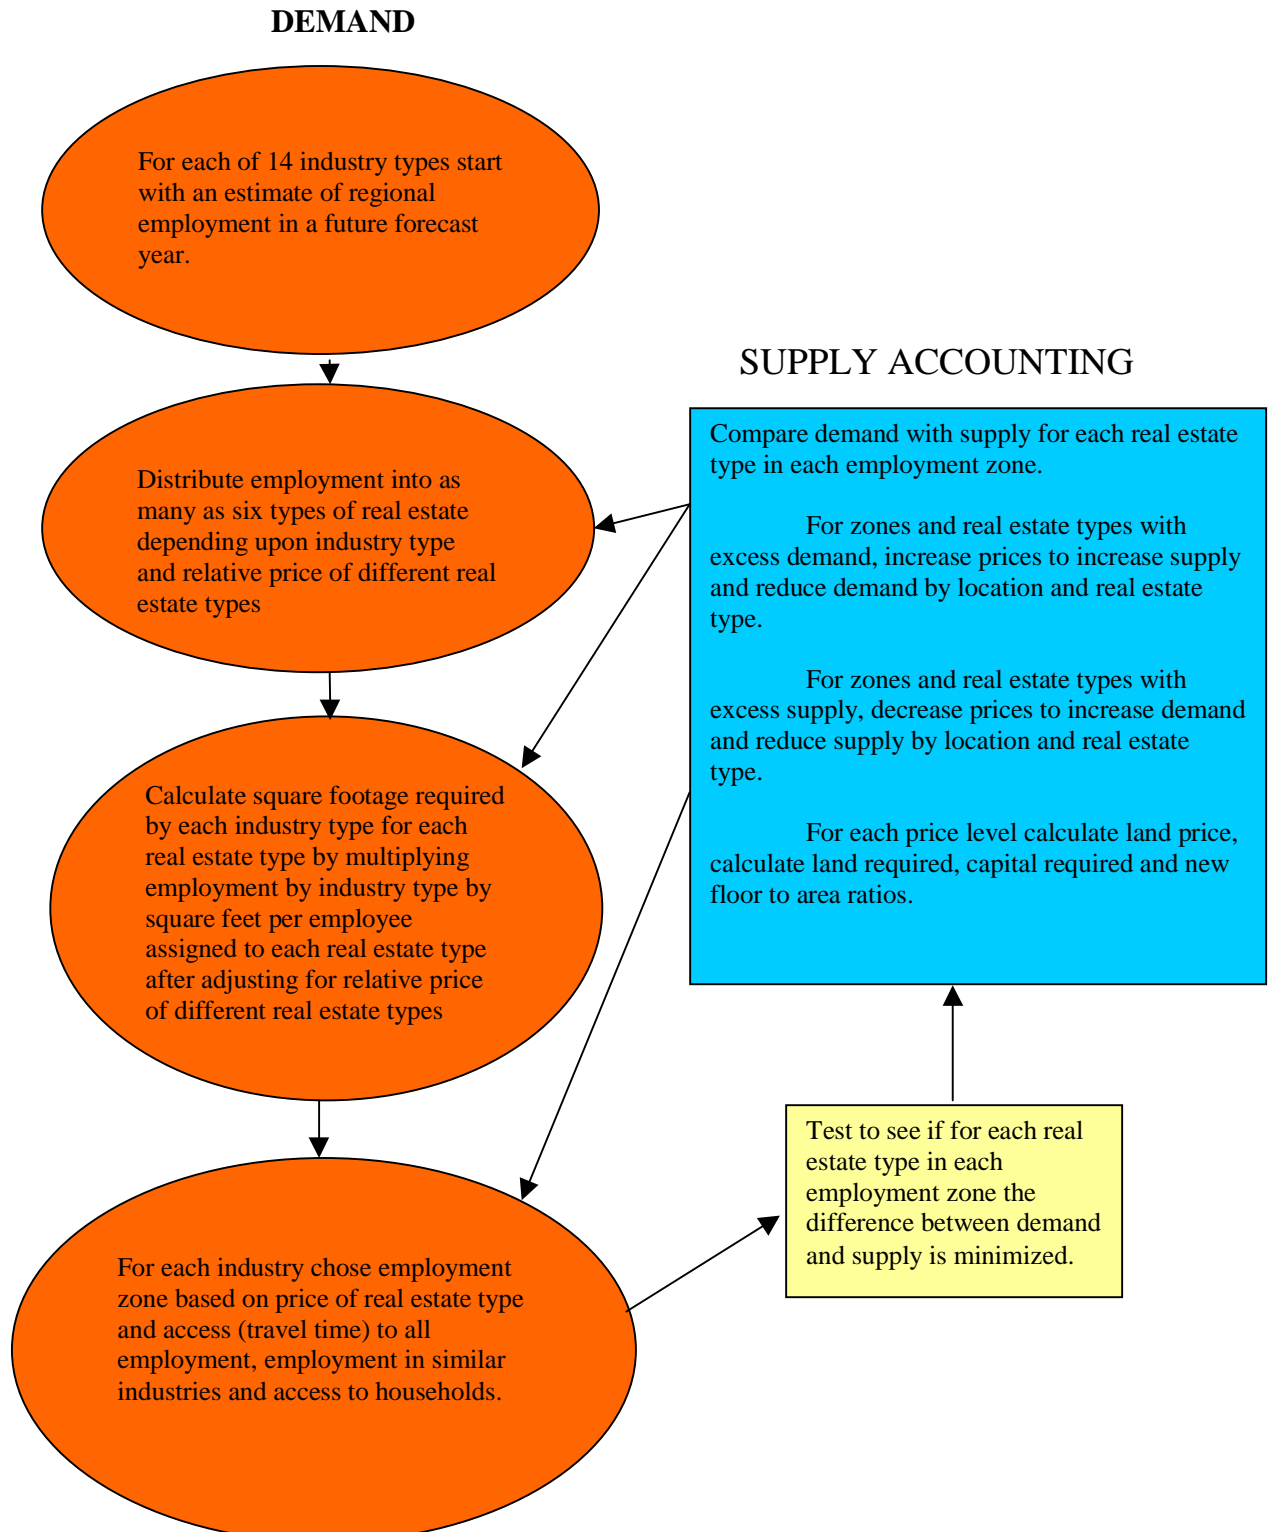 DEMAND
For each of 14 industry types start
with an estimate of regional
employment in a future forecast
year.
Distribute employment into as
many as six types of real estate
depending upon industry type
and relative price of different real
estate types
Calculate square footage required
by each industry type for each
real estate type by multiplying
employment by industry type by
square feet per employee
assigned to each real estate type
after adjusting for relative price
of different real estate types
For each industry chose employment
zone based on price of real estate type
and access (travel time) to all
employment, employment in similar
industries and access to households.
SUPPLY ACCOUNTING
Compare demand with supply for each real estate
type in each employment zone.
For zones and real estate types with
excess demand, increase prices to increase supply
and reduce demand by location and real estate
type.
For zones and real estate types with
excess supply, decrease prices to increase demand
and reduce supply by location and real estate
type.
For each price level calculate land price,
calculate land required, capital required and new
floor to area ratios.
Test to see if for each real
estate type in each
employment zone the
difference between demand
and supply is minimized.